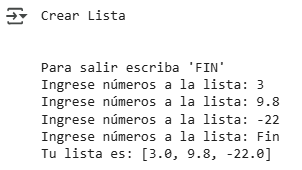 Crear Lista
Para salir escriba 'FIN'
Ingrese números a la lista: 3
Ingrese números a la lista: 9.8
Ingrese números a la lista: -22
Ingrese números a la lista: Fin
Tu lista es: [3.0, 9.8, -22.0]